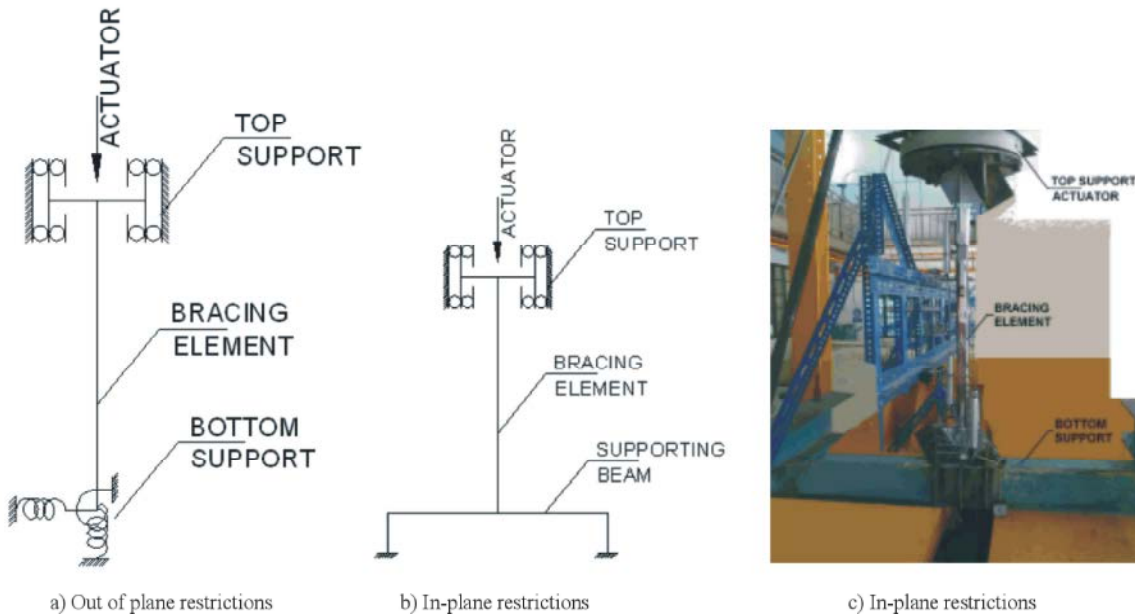 ACTUATOR
TOP
SUPPORT
BRACING
ELEMENT
BOTTOM
SUPPORT
a) Out of plane restrictions
ACTUATOR
TOP
SUPPORT
BRACING
ELEMENT
SUPPORTING
BEAM
b) In-plane restrictions
TOP SUPPORT
ACTUATOR
BRACING
ELEMENT
BOTTOM
SUPPORT
c) In-plane restrictions